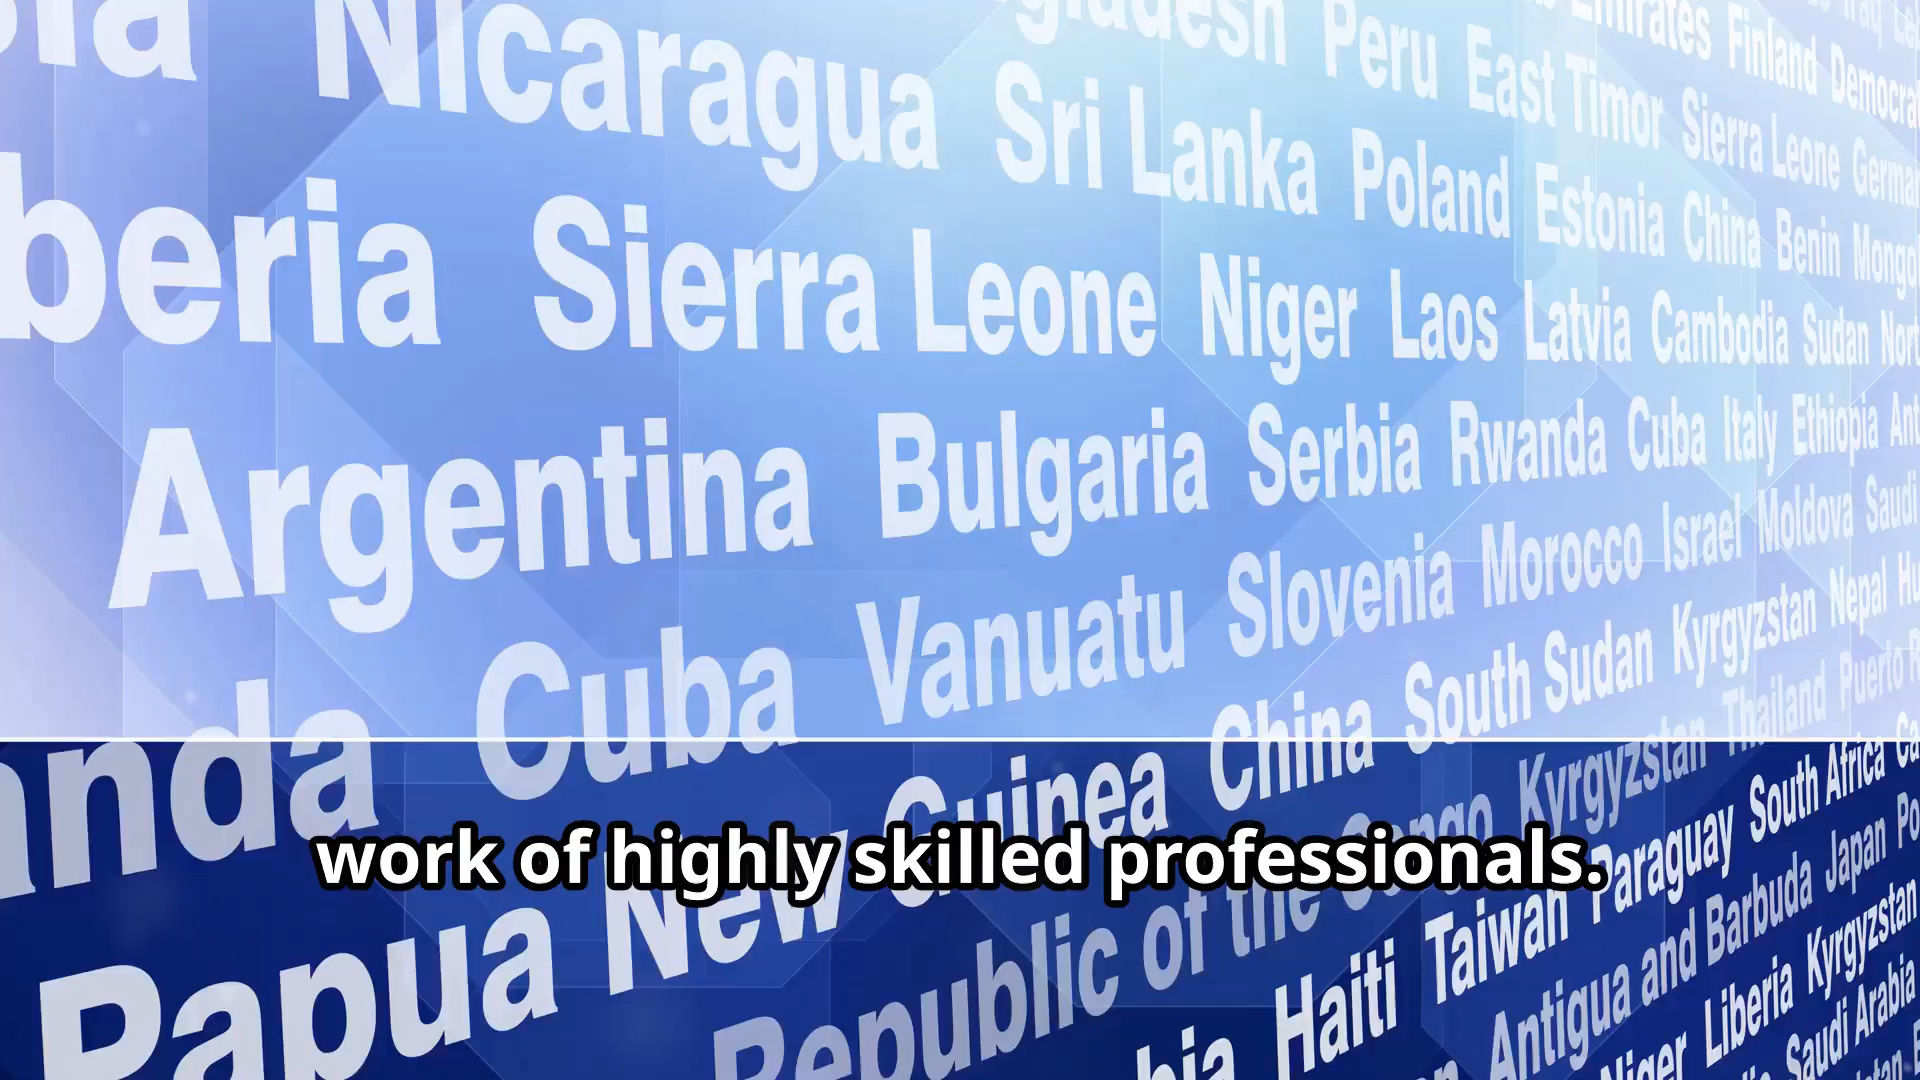 Nicaragua Sri Lanka Poland Estonia China Benin
Peru East Timor Sierra Leone
Emirates Finland
Sierra Leone Niger Laos Latvia Cambodia Sudan
Argentina Bulgaria Serbia Rwanda Cuba Italy Ethiopia
Cuba Vanuatu Slovenia Morocco Israel Moldova Saudi
Papua New Guinea China South Sudan Kyrgyzstan Nepal
Republic of the Congo Kyrgyzstan Thailand Puerto
Haiti Taiwan Paraguay South Africa
Antigua and Barbuda Japan
Niger Liberia Kyrgyzstan
Saudi Arabia
work of highly skilled professionals.